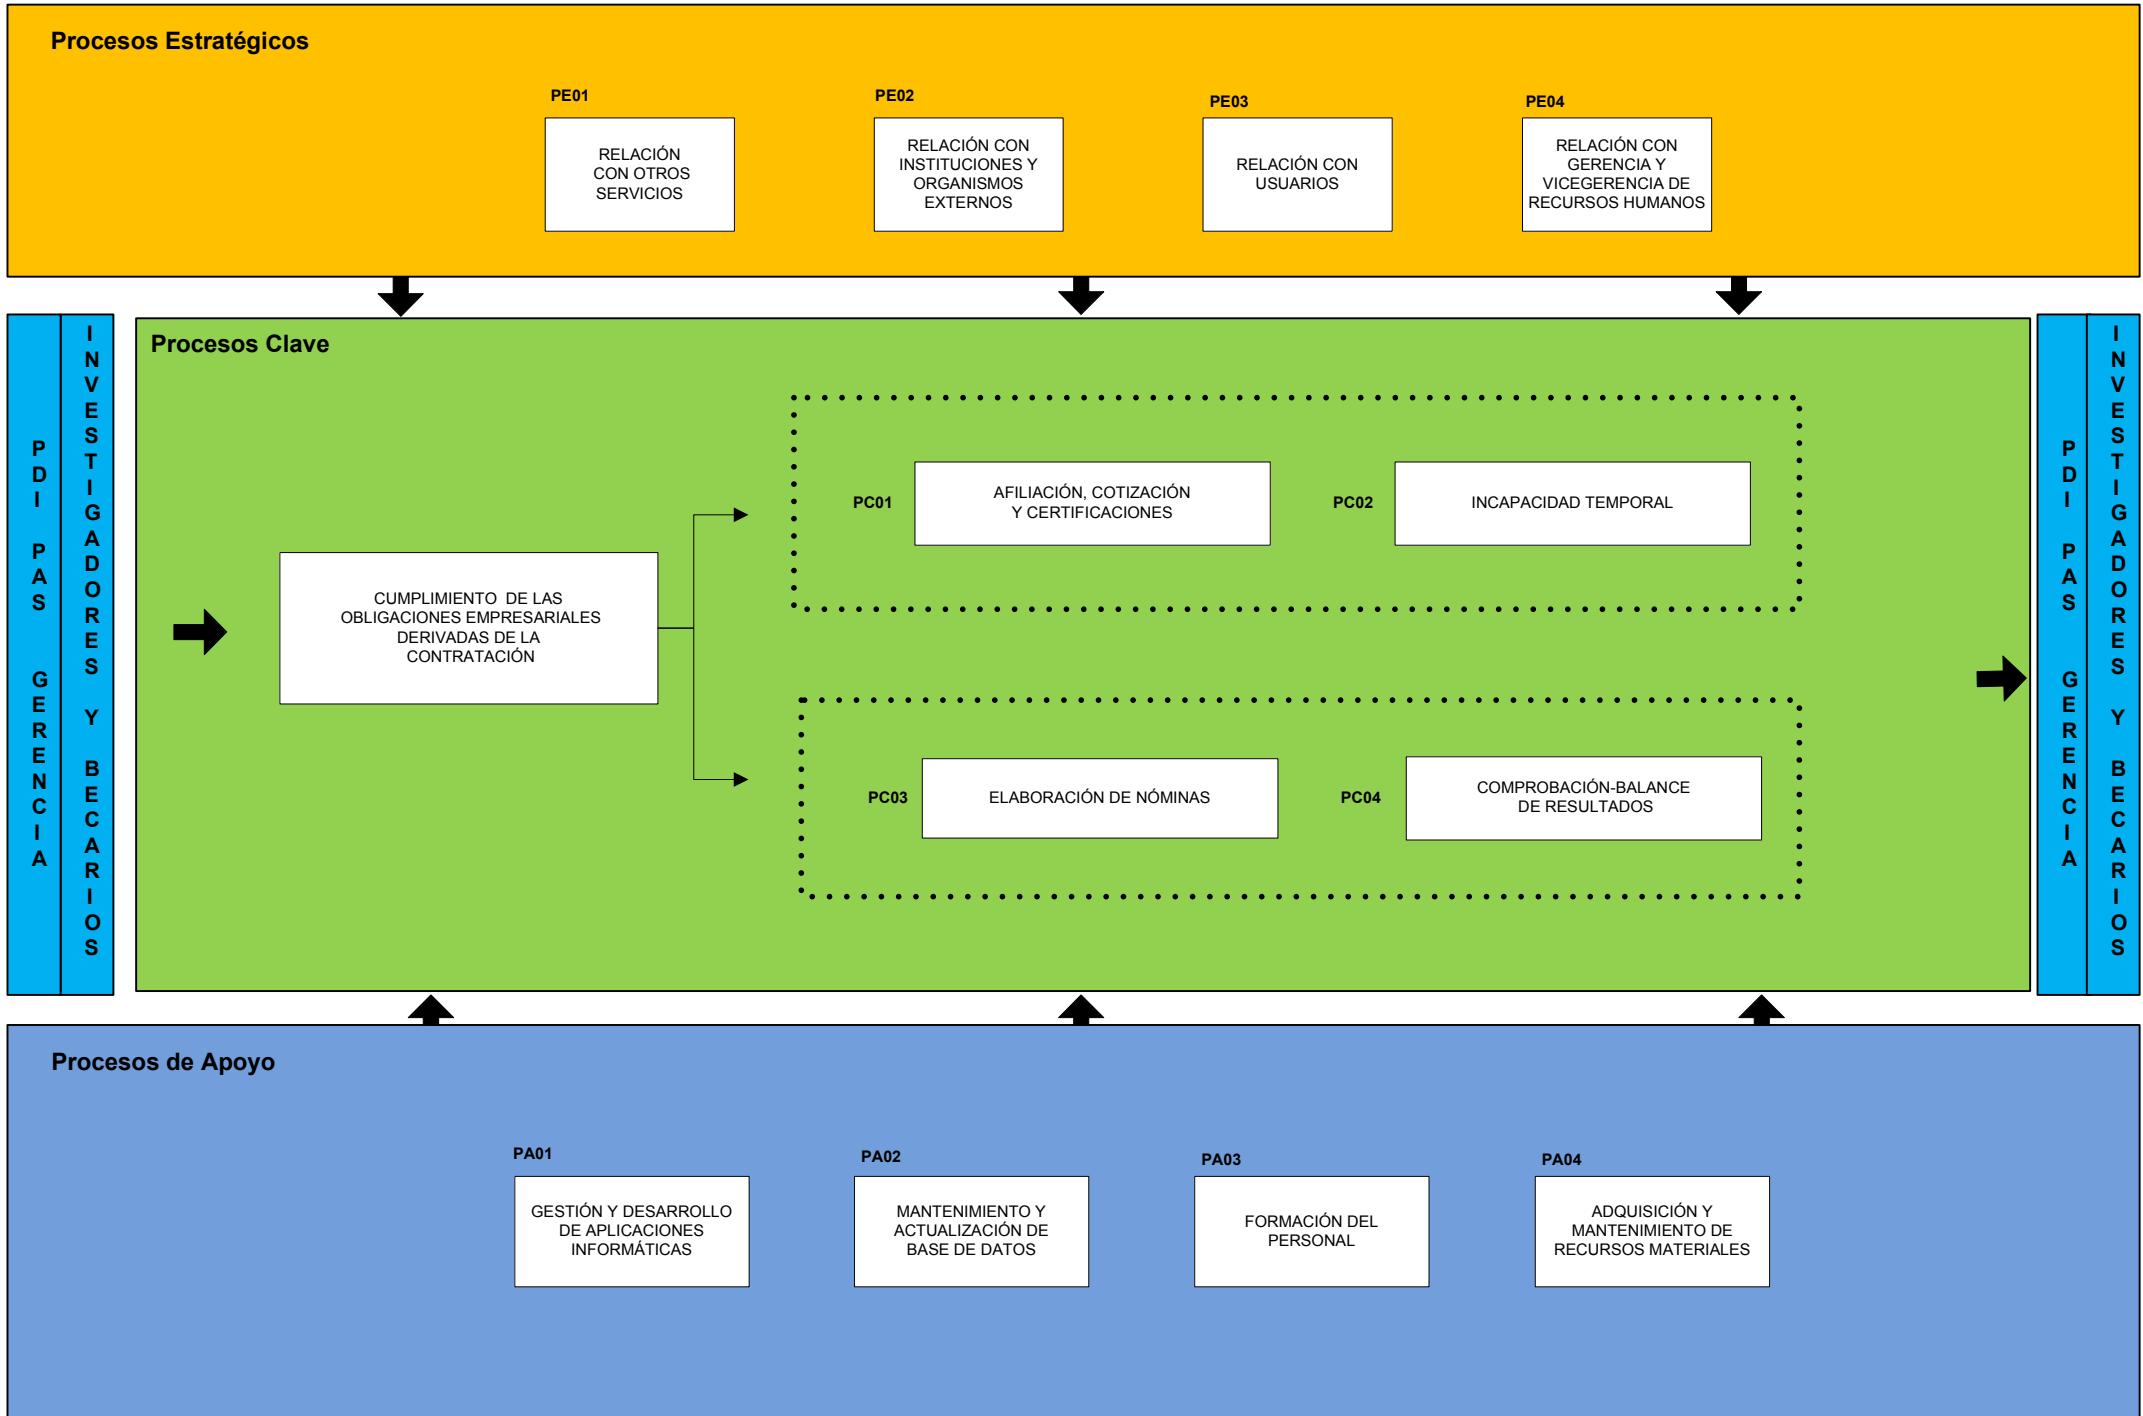 Procesos Estratégicos
PE01
RELACIÓN
CON OTROS
SERVICIOS
PE02
RELACIÓN CON
INSTITUCIONES Y
ORGANISMOS
EXTERNOS
PE03
RELACIÓN CON
USUARIOS
PE04
RELACIÓN CON
GERENCIA Y
VICEGERENCIA DE
RECURSOS HUMANOS
PDI PAS GERENCIA
INVESTIGADORES Y BECARIOS
Procesos Clave
CUMPLIMIENTO DE LAS
OBLIGACIONES EMPRESARIALES
DERIVADAS DE LA
CONTRATACIÓN
PC01
AFILIACIÓN, COTIZACIÓN
Y CERTIFICACIONES
PC02
INCAPACIDAD TEMPORAL
PC03
ELABORACIÓN DE NÓMINAS
PC04
COMPROBACIÓN-BALANCE
DE RESULTADOS
PDI PAS GERENCIA
INVESTIGADORES Y BECARIOS
Procesos de Apoyo
PA01
GESTIÓN Y DESARROLLO
DE APLICACIONES
INFORMÁTICAS
PA02
MANTENIMIENTO Y
ACTUALIZACIÓN DE
BASE DE DATOS
PA03
FORMACIÓN DEL
PERSONAL
PA04
ADQUISICIÓN Y
MANTENIMIENTO DE
RECURSOS MATERIALES